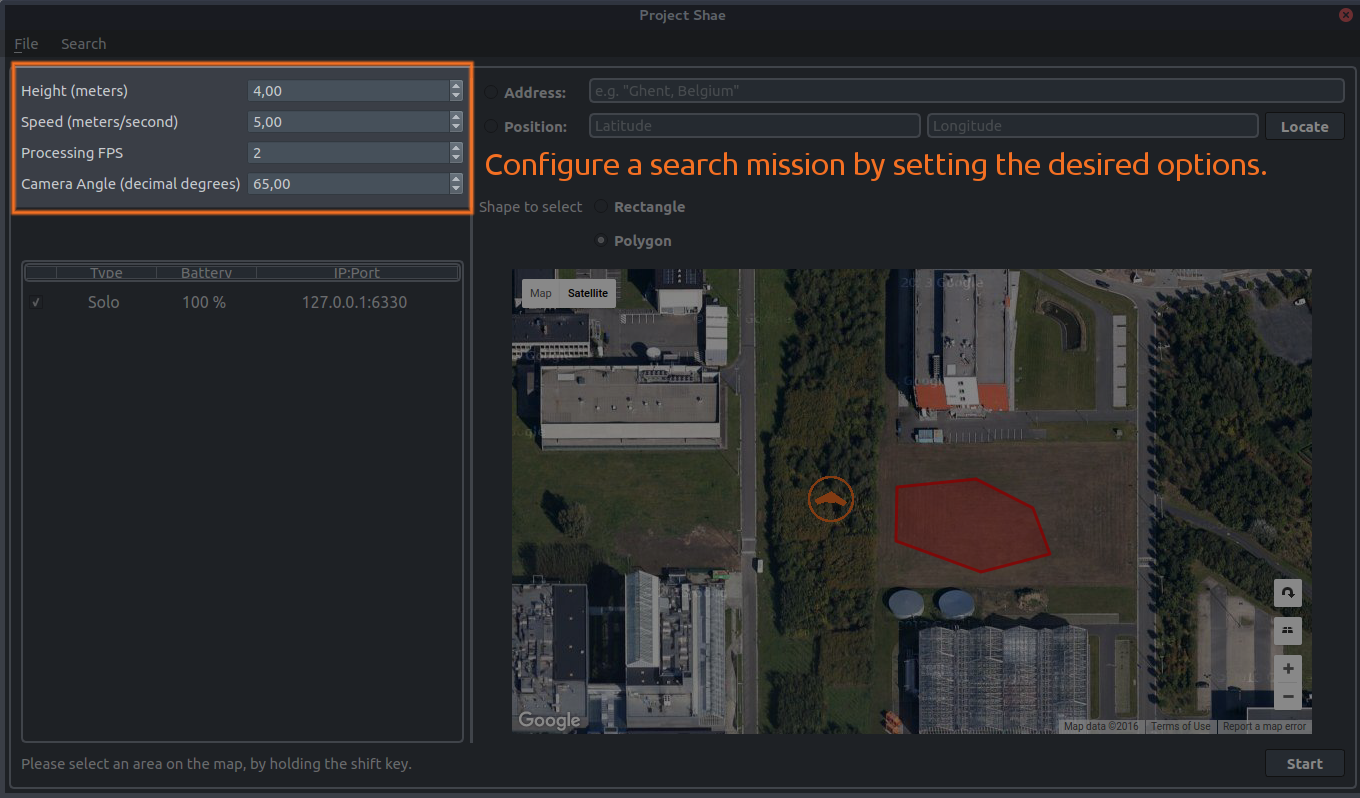 Project Shae
File Search
Height (meters) 4,00
Speed (meters/second) 5,00
Processing FPS 2
Camera Angle (decimal degrees) 65,00
Address: e.g. "Ghent, Belgium"
Position: Latitude Longitude Locate
Configure a search mission by setting the desired options.
Shape to select Rectangle
Polygon
Type Battery IP:Port
Solo 100 % 127.0.0.1:6330
Map Satellite
Google
Map data ©2016 Terms of Use Report a map error
Please select an area on the map, by holding the shift key.
Start